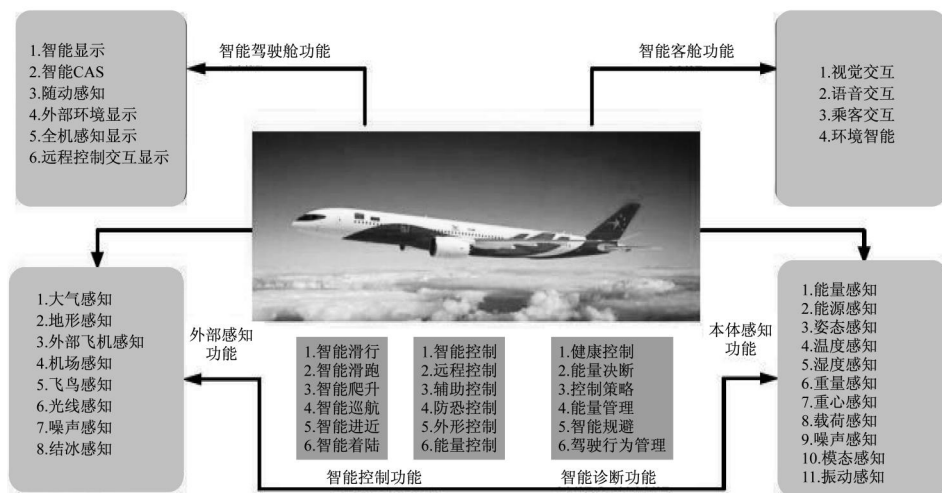 智能驾驶舱功能
1.智能显示
2.智能CAS
3.随动感知
4.外部环境显示
5.全机感知显示
6.远程控制交互显示
智能客舱功能
1.视觉交互
2.语音交互
3.乘客交互
4.环境智能
外部感知
功能
1.大气感知
2.地形感知
3.外部飞机感知
4.机场感知
5.飞鸟感知
6.光线感知
7.噪声感知
8.结冰感知
1.智能滑行
2.智能滑跑
3.智能爬升
4.智能巡航
5.智能进近
6.智能着陆
1.智能控制
2.远程控制
3.辅助控制
4.防恐控制
5.外形控制
6.能量控制
智能控制功能
1.健康控制
2.能量决断
3.控制策略
4.能量管理
5.智能规避
6.驾驶行为管理
智能诊断功能
本体感知
功能
1.能量感知
2.能源感知
3.姿态感知
4.温度感知
5.湿度感知
6.重量感知
7.重心感知
8.载荷感知
9.噪声感知
10.模态感知
11.振动感知